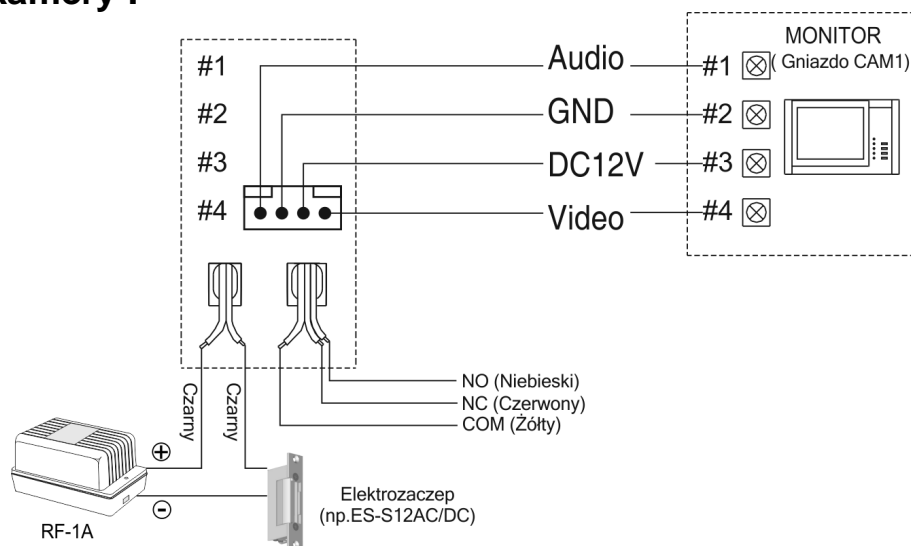 #1
#2
#3
#4
Audio
GND
DC12V
Video
MONITOR
( Gniazdo CAM1)
#1
#2
#3
#4
NO (Niebieski)
NC (Czerwony)
COM (Żółty)
Czarny
Czarny
RF-1A
Elektrozaczep
(np.ES-S12AC/DC)